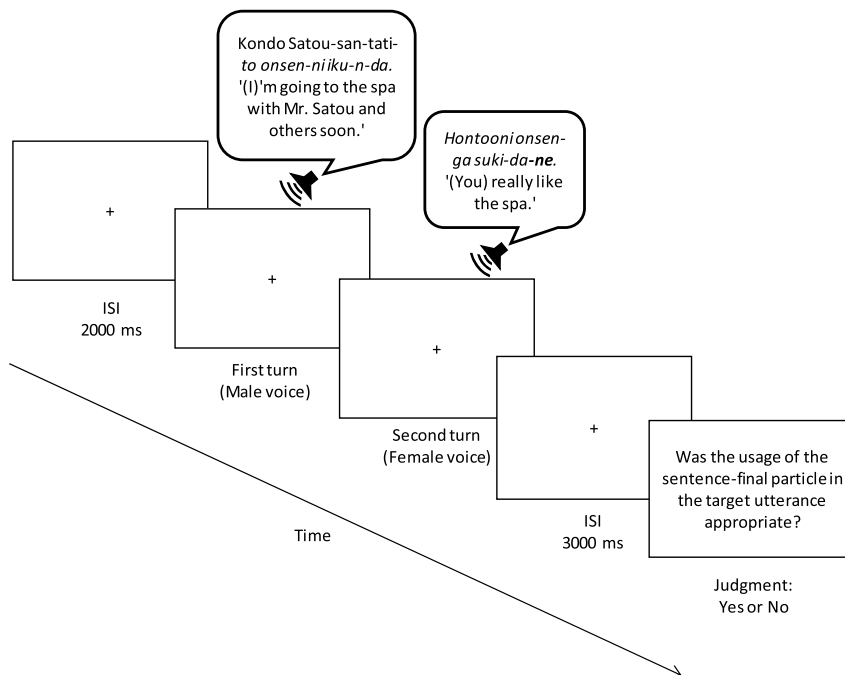 Kondo Satou-san-tati-
to onsen-ni iku-n-da.
'(I)'m going to the spa
with Mr. Satou and
others soon.'
Hontooni onsen-
ga suki-da-ne.
'(You) really like
the spa.'
+
+
+
+
ISI
2000 ms
First turn
(Male voice)
Second turn
(Female voice)
ISI
3000 ms
Was the usage of the
sentence-final particle in
the target utterance
appropriate?
Judgment:
Yes or No
Time